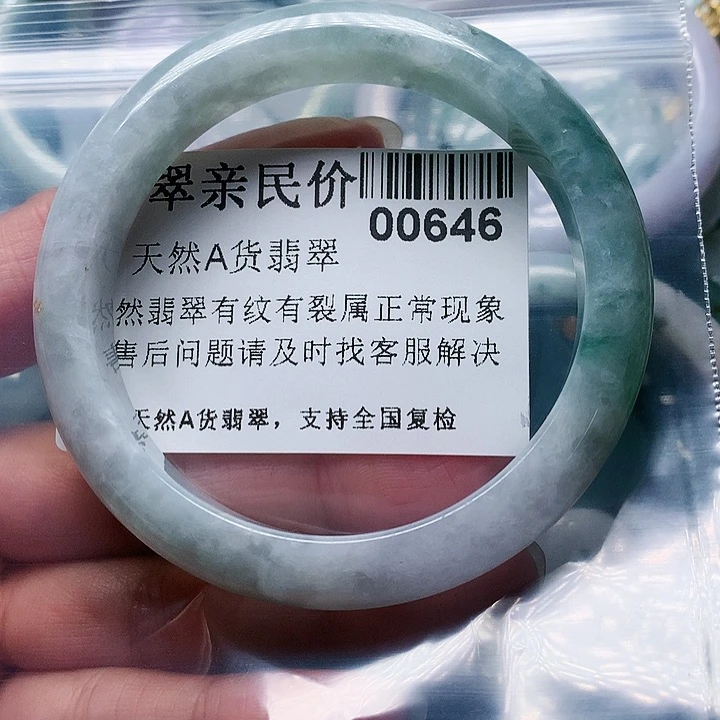 翠亲民价
00646
天然A货翡翠
然翡翠有纹有裂属正常现象
售后问题请及时找客服解决
天然A货翡翠，支持全国复检